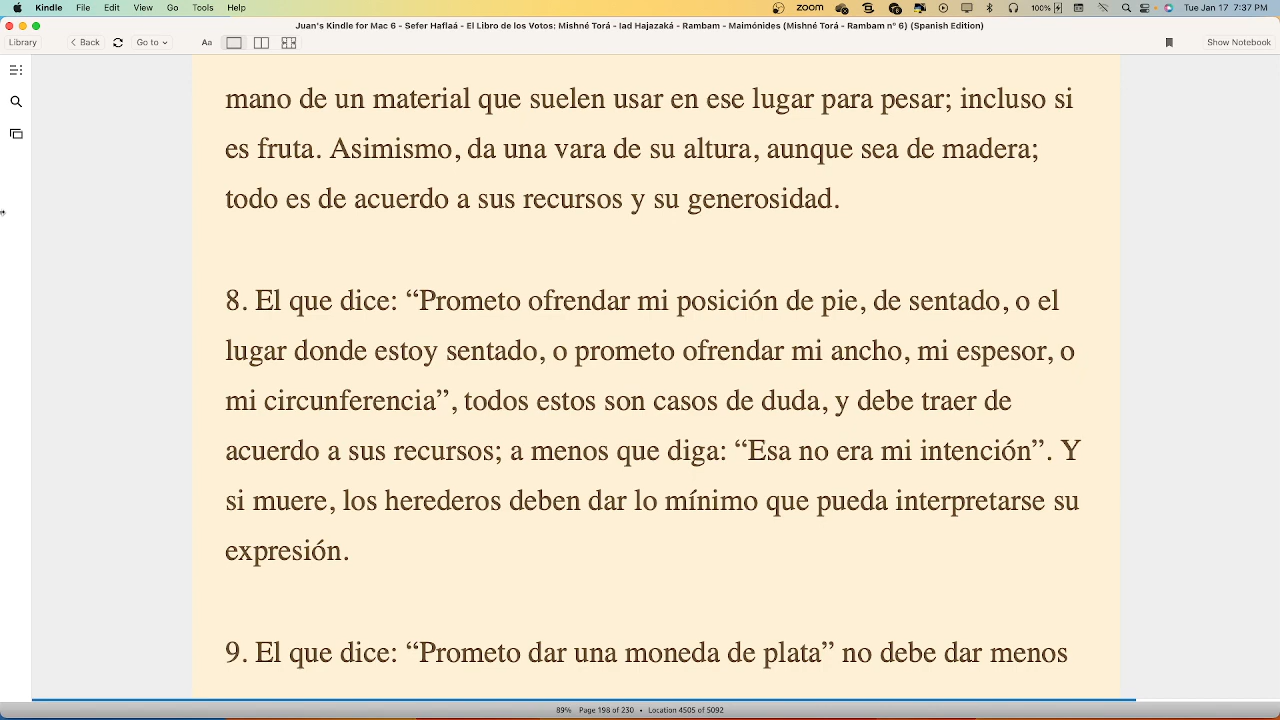 Kindle File Edit View Go Tools Help zoom 100% Tue Jan 17 7:37 PM
Juan's Kindle for Mac 6 - Sefer Haflaá - El Libro de los Votos: Mishné Torá - Iad Hajazaká - Rambam - Maimónides (Mishné Torá - Rambam nº 6) (Spanish Edition)
Library Back Go to Aa Show Notebook
mano de un material que suelen usar en ese lugar para pesar; incluso si
es fruta. Asimismo, da una vara de su altura, aunque sea de madera;
todo es de acuerdo a sus recursos y su generosidad.
8. El que dice: “Prometo ofrendar mi posición de pie, de sentado, o el
lugar donde estoy sentado, o prometo ofrendar mi ancho, mi espesor, o
mi circunferencia”, todos estos son casos de duda, y debe traer de
acuerdo a sus recursos; a menos que diga: “Esa no era mi intención”. Y
si muere, los herederos deben dar lo mínimo que pueda interpretarse su
expresión.
9. El que dice: “Prometo dar una moneda de plata” no debe dar menos
89% Page 198 of 230 • Location 4505 of 5092